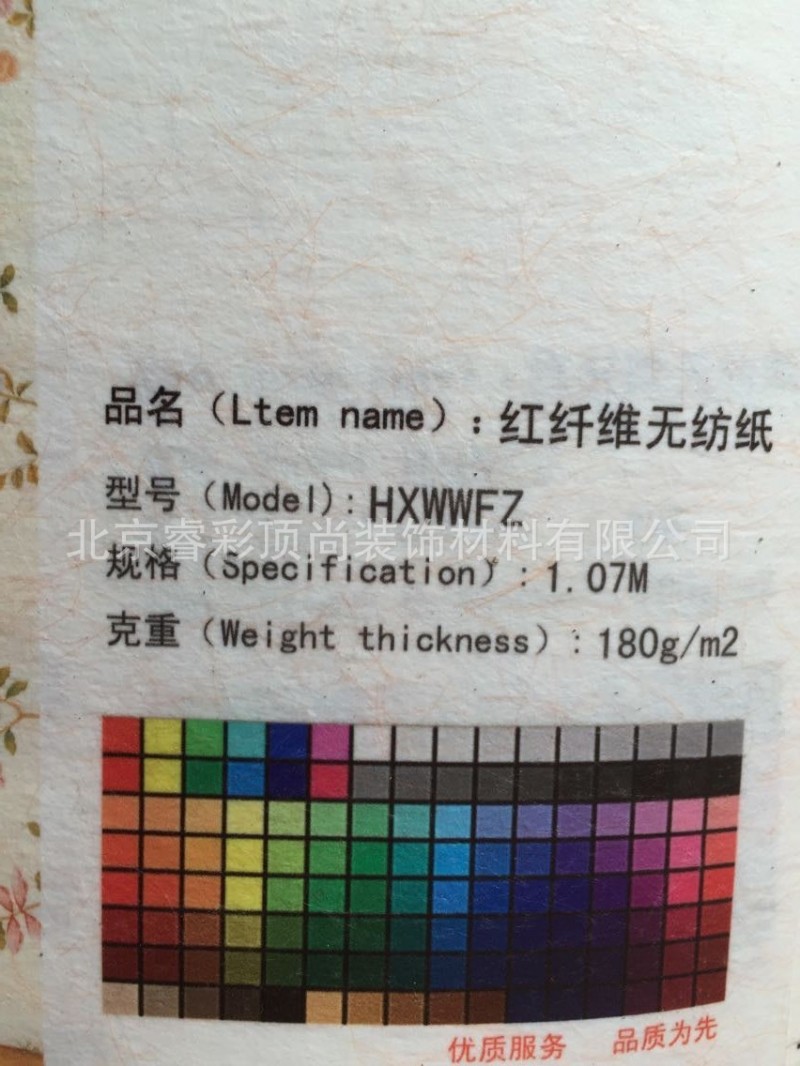 品名（Ltem name）：红纤维无纺纸
型号（Model）：HXWWFZ
北京睿彩顶尚装饰材料有限公司
规格（Specification）：1.07M
克重（Weight thickness）：180g/m2
优质服务 品质为先